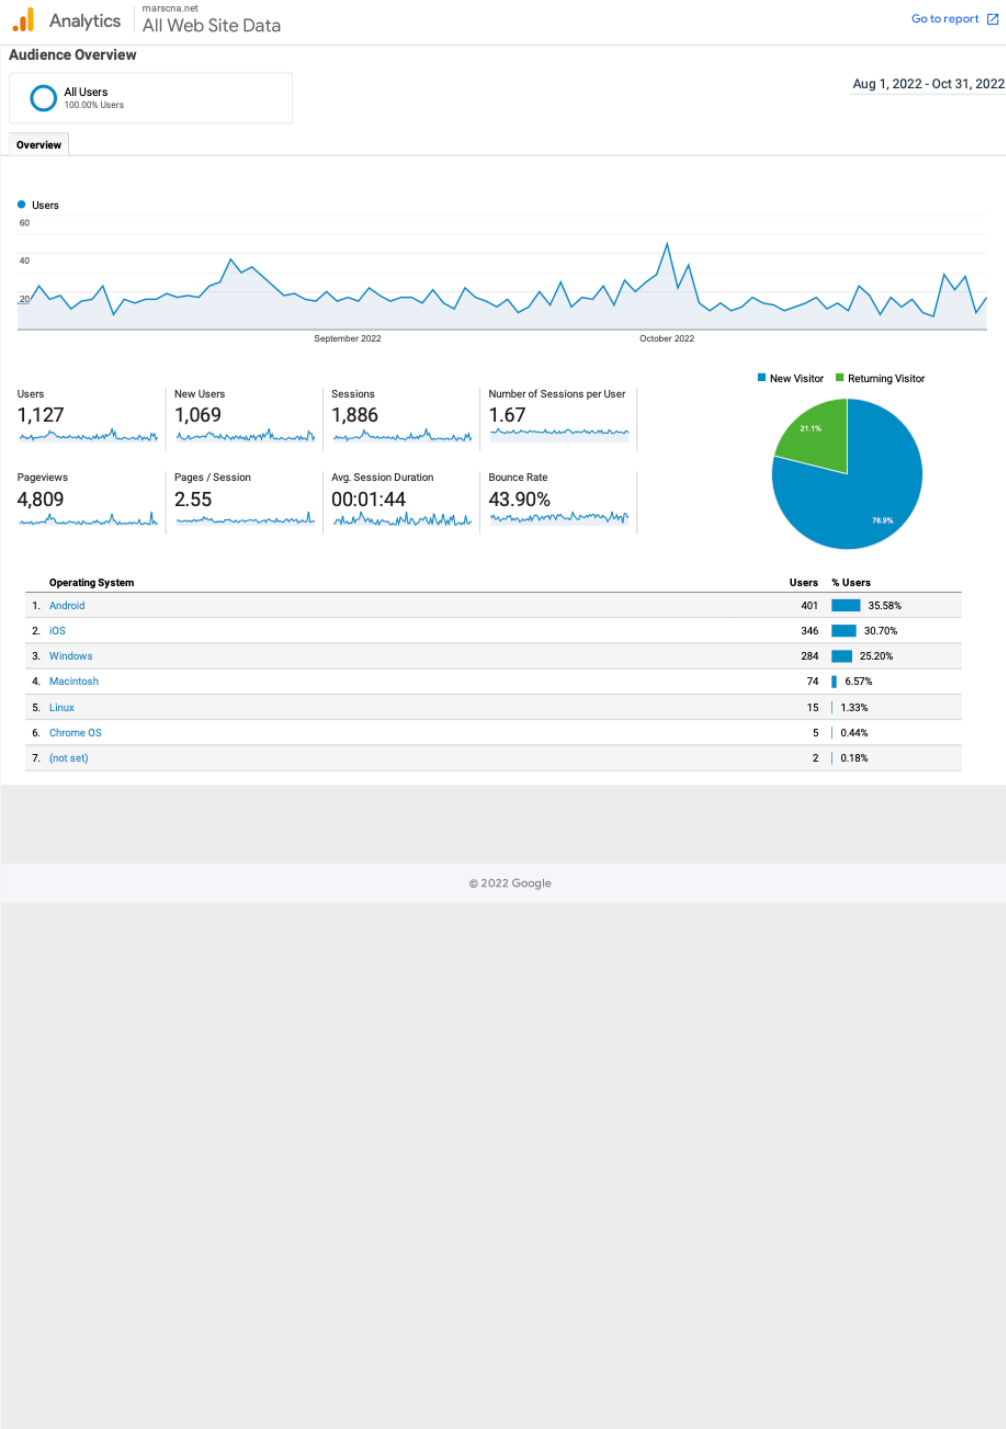 marscna.net
Analytics
All Web Site Data
Go to report
Audience Overview
All Users
100.00% Users
Aug 1, 2022 - Oct 31, 2022
Overview
Users
60
40
20
September 2022
October 2022
New Visitor
Returning Visitor
Users
New Users
Sessions
Number of Sessions per User
1,127
1,069
1,886
1.67
21.1%
78.9%
Pageviews
Pages / Session
Avg. Session Duration
Bounce Rate
4,809
2.55
00:01:44
43.90%
Operating System Users % Users
1. Android 401 35.58%
2. iOS 346 30.70%
3. Windows 284 25.20%
4. Macintosh 74 6.57%
5. Linux 15 1.33%
6. Chrome OS 5 0.44%
7. (not set) 2 0.18%
© 2022 Google